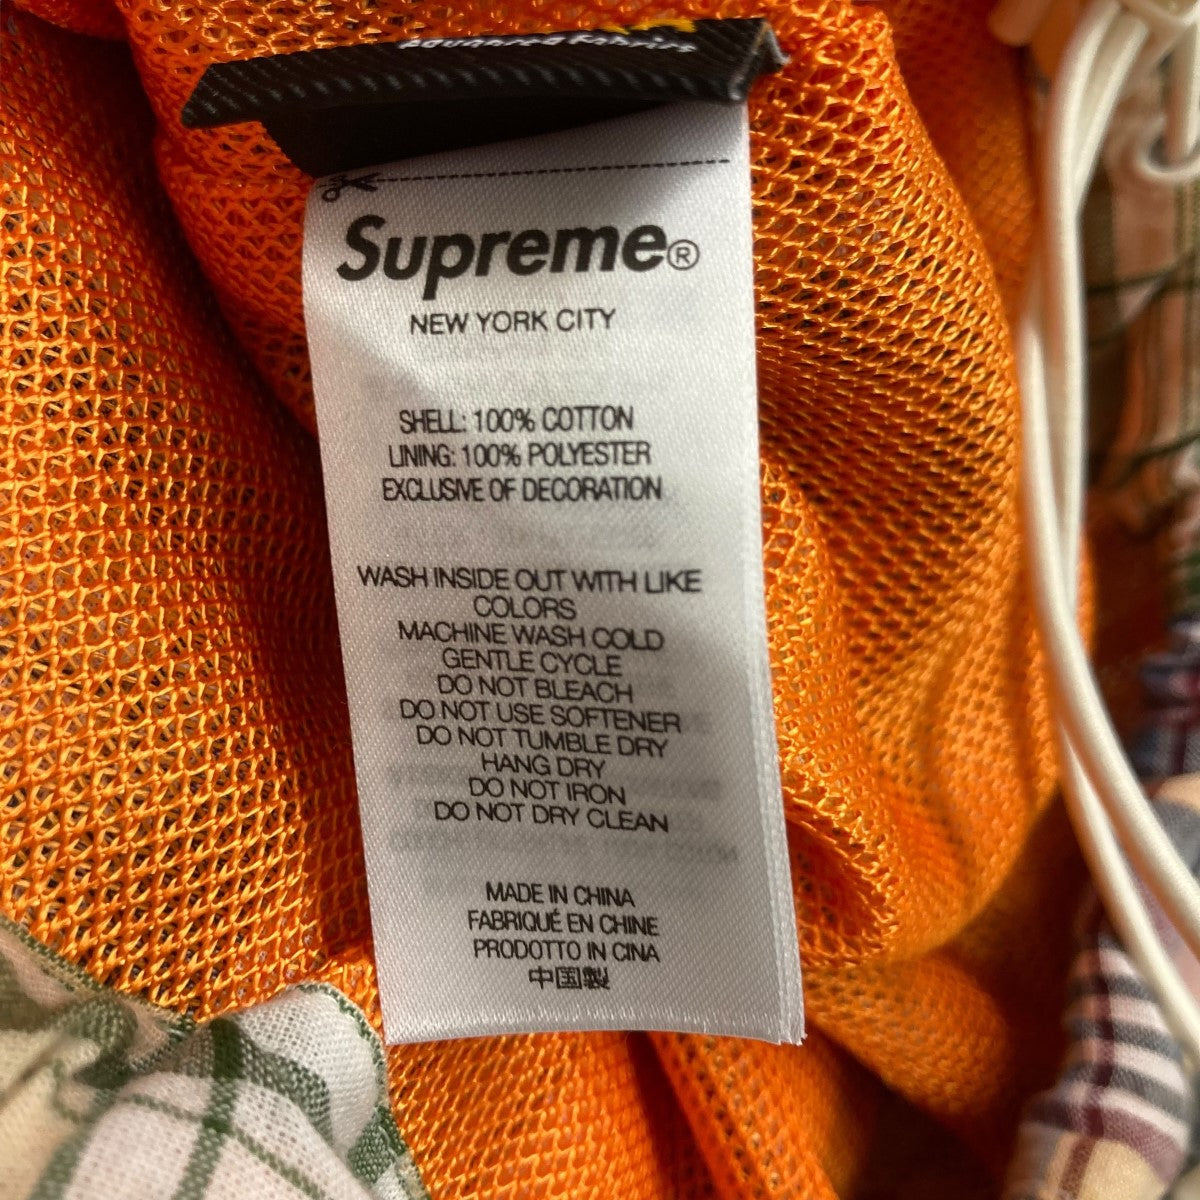 Supreme®
NEW YORK CITY
SHELL: 100% COTTON
LINING: 100% POLYESTER
EXCLUSIVE OF DECORATION
WASH INSIDE OUT WITH LIKE
COLORS
MACHINE WASH COLD
GENTLE CYCLE
DO NOT BLEACH
DO NOT USE SOFTENER
DO NOT TUMBLE DRY
HANG DRY
DO NOT IRON
DO NOT DRY CLEAN
MADE IN CHINA
FABRIQUÉ EN CHINE
PRODOTTO IN CINA
中国製